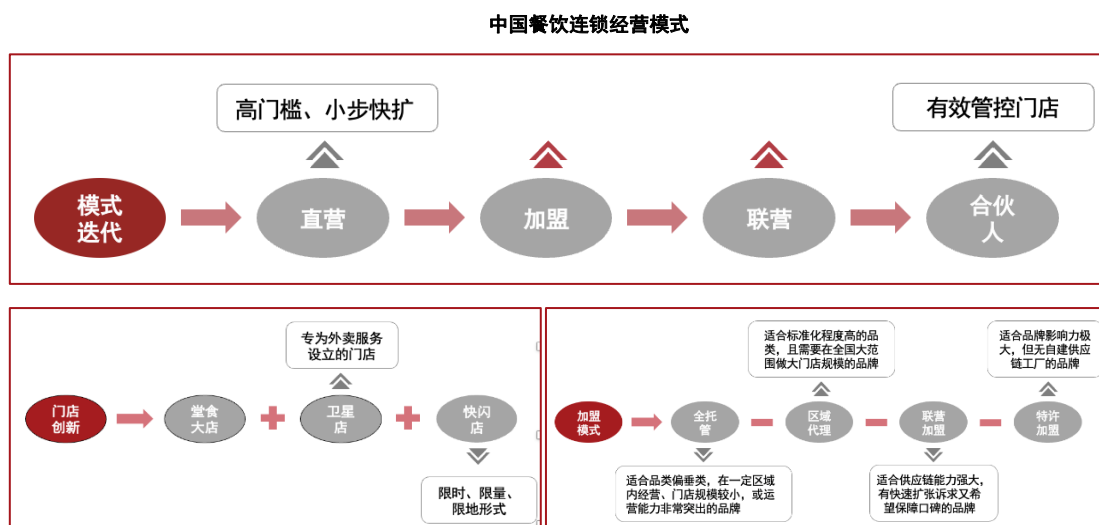 中国餐饮连锁经营模式
高门槛、小步快扩
有效管控门店
模式
迭代
直营
加盟
联营
合伙
人
专为外卖服务
设立的门店
门店
创新
堂食
大店
卫星
店
快闪
店
限时、限量、
限地形式
适合标准化程度高的品
类，且需要在全国大范
围做大门店规模的品牌
适合品牌影响力极
大，但无自建供应
链工厂的品牌
加盟
模式
全托
管
区域
代理
联营
加盟
特许
加盟
适合品类偏垂类，在一定区域
内经营、门店规模较小，或运
营能力非常突出的品牌
适合供应链能力强大，
有快速扩张诉求又希
望保障口碑的品牌